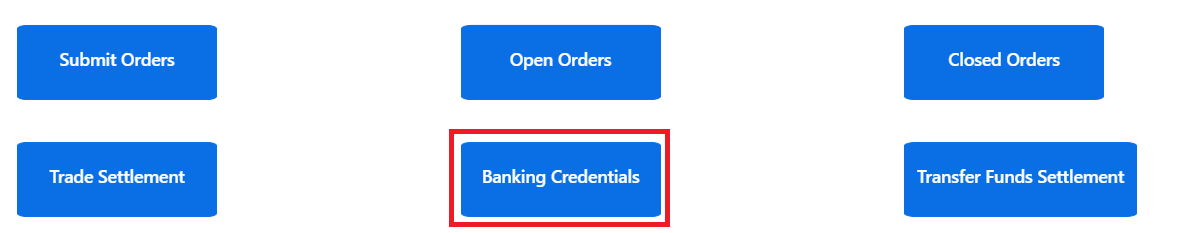 Submit Orders
Open Orders
Closed Orders
Trade Settlement
Banking Credentials
Transfer Funds Settlement